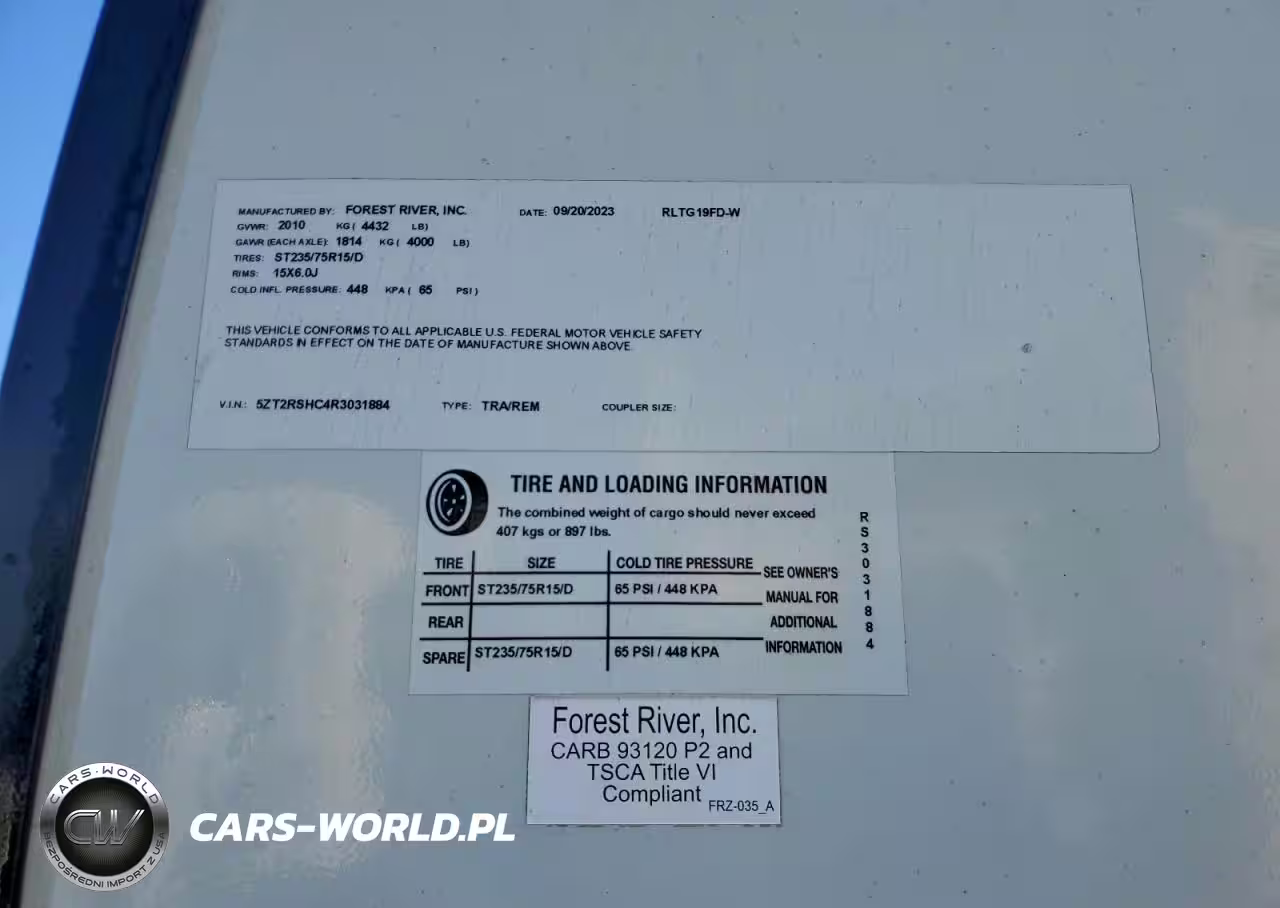 MANUFACTURED BY: FOREST RIVER, INC. DATE: 09/20/2023 RLTG19FD-W
GVWR: 2010 KG( 4432 LB)
GAWR (EACH AXLE): 1814 KG( 4000 LB)
TIRES: ST235/75R15/D
RIMS: 15X6.0J
COLD INFL. PRESSURE: 448 KPA( 65 PSI)
THIS VEHICLE CONFORMS TO ALL APPLICABLE U.S. FEDERAL MOTOR VEHICLE SAFETY
STANDARDS IN EFFECT ON THE DATE OF MANUFACTURE SHOWN ABOVE.
V.I.N.: 5ZT2RSHC4R3031884 TYPE: TRA/REM COUPLER SIZE:
TIRE AND LOADING INFORMATION
The combined weight of cargo should never exceed
407 kgs or 897 lbs.
TIRE SIZE COLD TIRE PRESSURE
FRONT ST235/75R15/D 65 PSI / 448 KPA
REAR
SPARE ST235/75R15/D 65 PSI / 448 KPA
SEE OWNER'S
MANUAL FOR
ADDITIONAL
INFORMATION
RS3031884
Forest River, Inc.
CARB 93120 P2 and
TSCA Title VI
Compliant
FRZ-035_A
CARS-WORLD
CW
BEZPOŚREDNI IMPORT Z USA
CARS-WORLD.PL